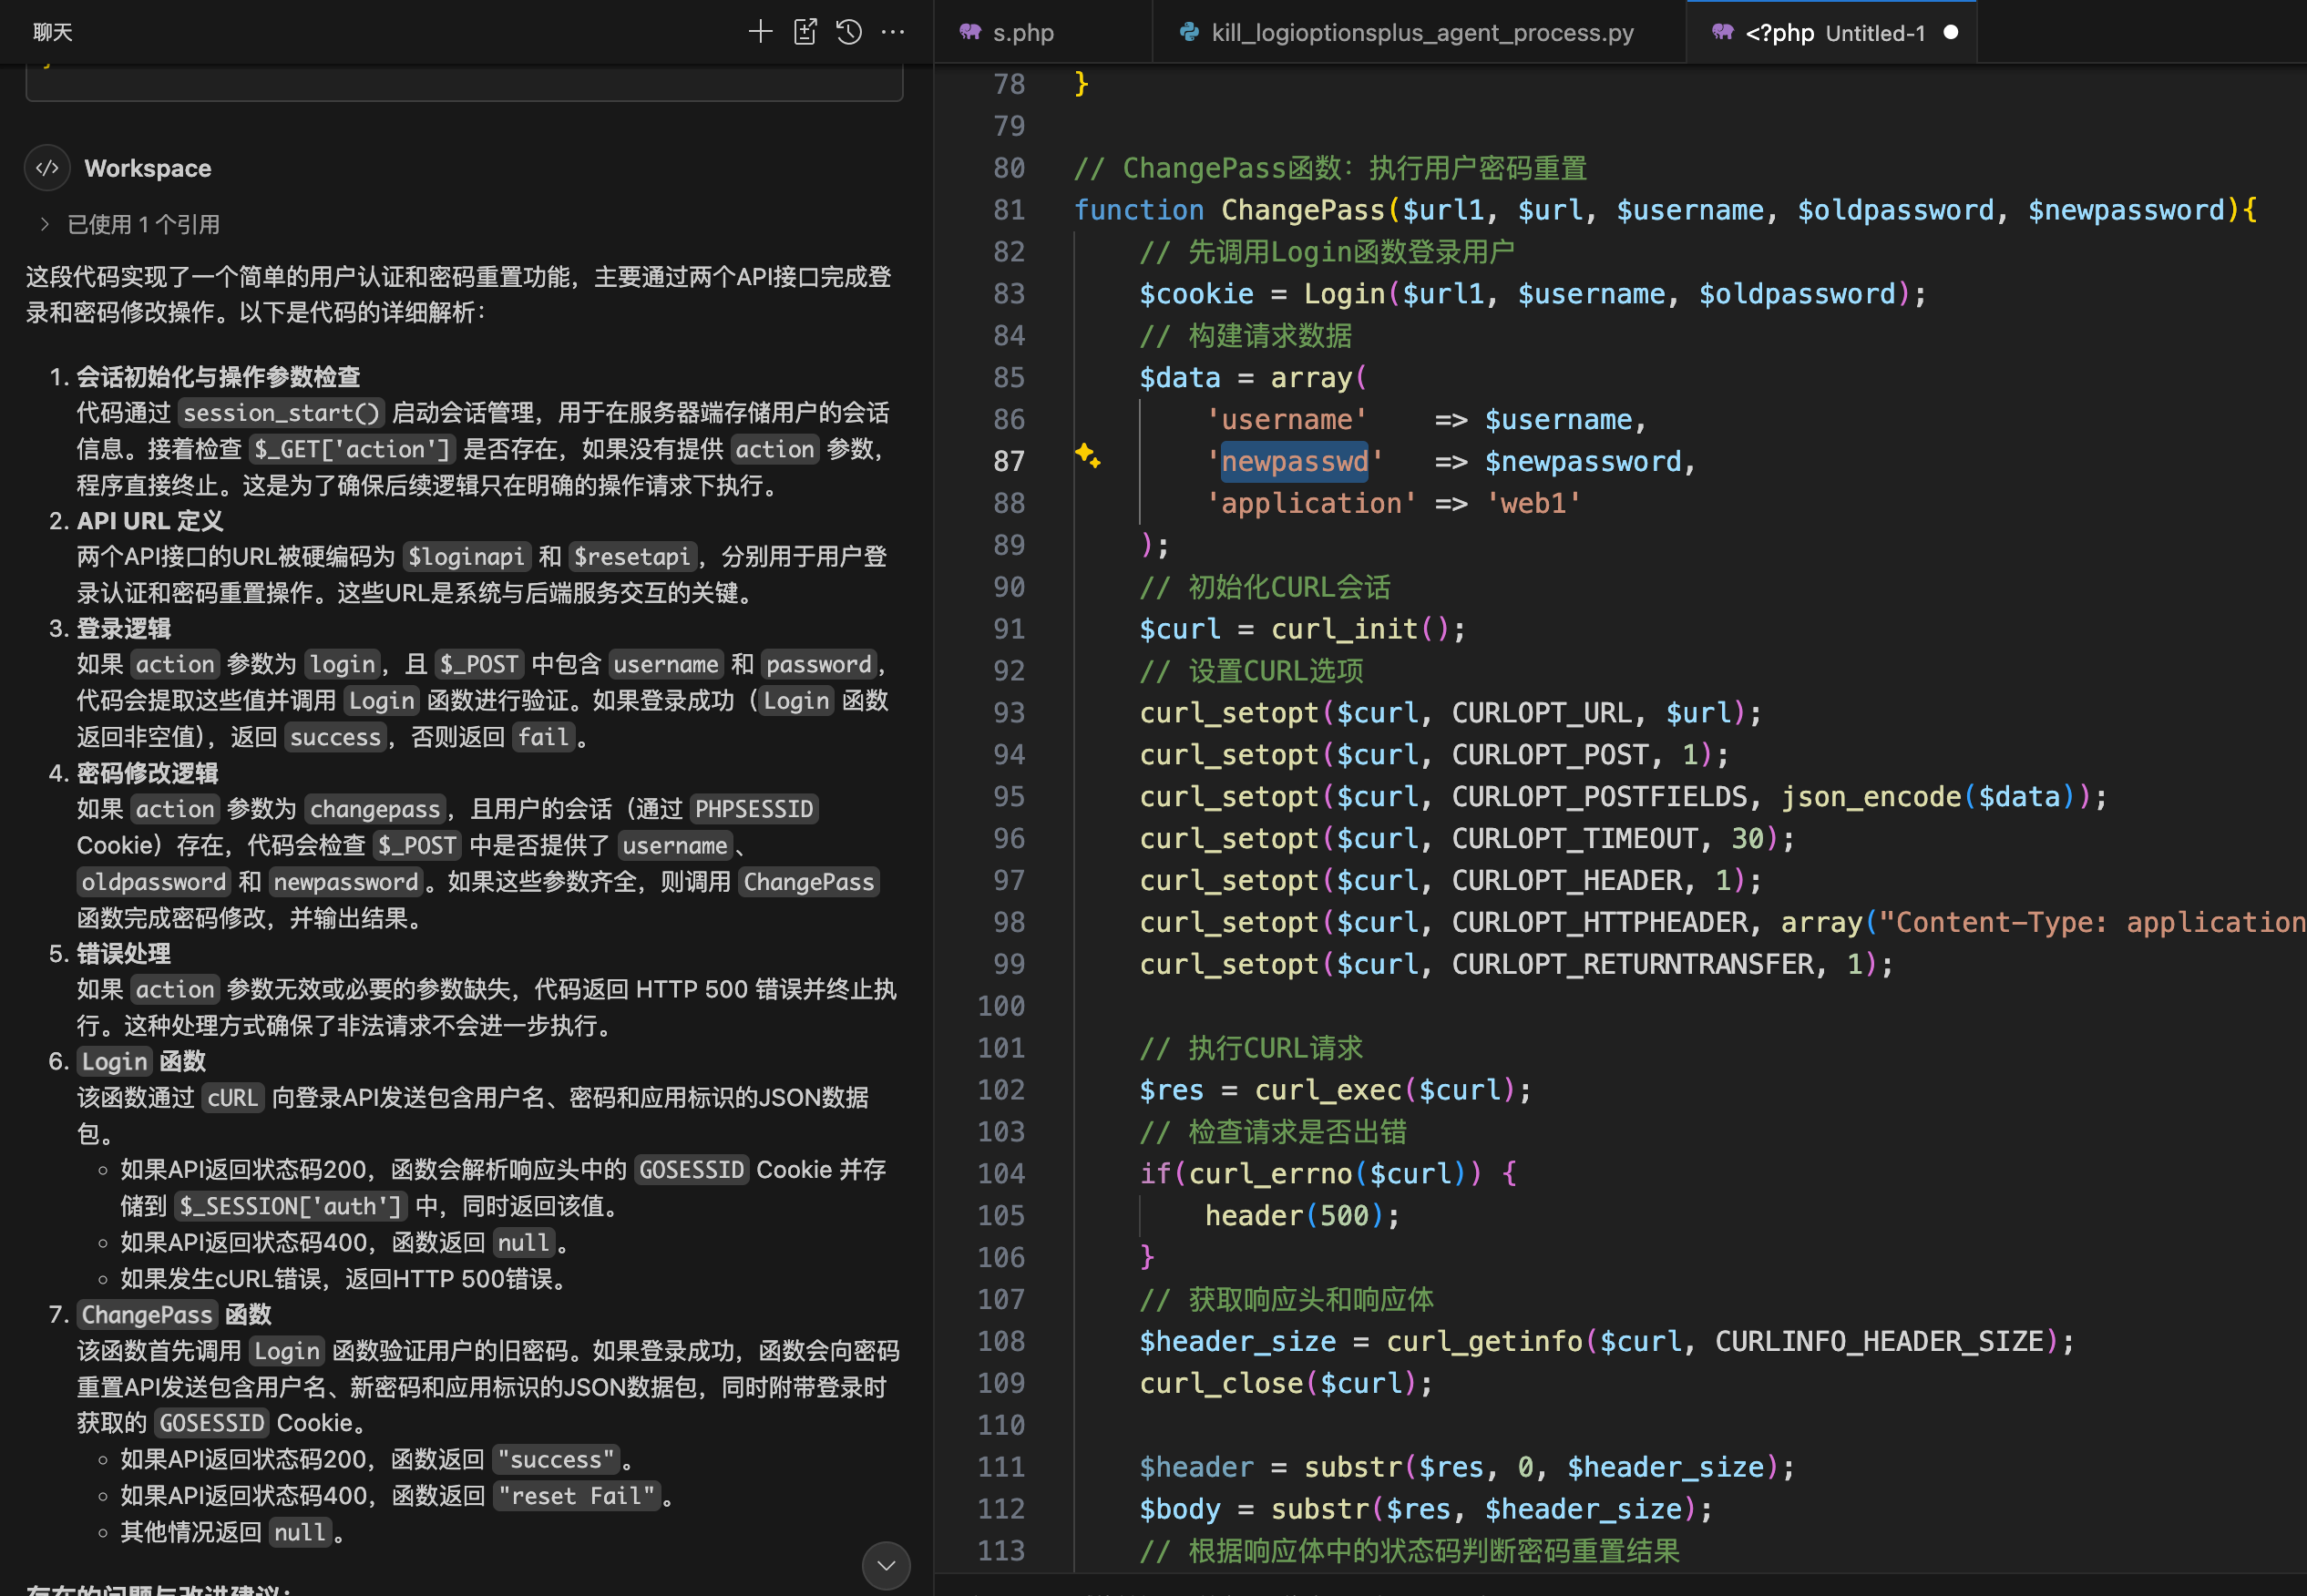 聊天
Workspace
已使用 1 个引用
这段代码实现了一个简单的用户认证和密码重置功能，主要通过两个API接口完成登
录和密码修改操作。以下是代码的详细解析：
1. 会话初始化与操作参数检查
代码通过 session_start() 启动会话管理，用于在服务器端存储用户的会话
信息。接着检查 $_GET['action'] 是否存在，如果没有提供 action 参数，
程序直接终止。这是为了确保后续逻辑只在明确的操作请求下执行。
2. API URL 定义
两个API接口的URL被硬编码为 $loginapi 和 $resetapi，分别用于用户登
录认证和密码重置操作。这些URL是系统与后端服务交互的关键。
3. 登录逻辑
如果 action 参数为 login，且 $_POST 中包含 username 和 password，
代码会提取这些值并调用 Login 函数进行验证。如果登录成功（Login 函数
返回非空值），返回 success，否则返回 fail。
4. 密码修改逻辑
如果 action 参数为 changepass，且用户的会话（通过 PHPSESSID
Cookie）存在，代码会检查 $_POST 中是否提供了 username、
oldpassword 和 newpassword。如果这些参数齐全，则调用 ChangePass
函数完成密码修改，并输出结果。
5. 错误处理
如果 action 参数无效或必要的参数缺失，代码返回 HTTP 500 错误并终止执
行。这种处理方式确保了非法请求不会进一步执行。
6. Login 函数
该函数通过 cURL 向登录API发送包含用户名、密码和应用标识的JSON数据
包。
如果API返回状态码200，函数会解析响应头中的 GOSESSID Cookie 并存
储到 $_SESSION['auth'] 中，同时返回该值。
如果API返回状态码400，函数返回 null。
如果发生cURL错误，返回HTTP 500错误。
7. ChangePass 函数
该函数首先调用 Login 函数验证用户的旧密码。如果登录成功，函数会向密码
重置API发送包含用户名、新密码和应用标识的JSON数据包，同时附带登录时
获取的 GOSESSID Cookie。
如果API返回状态码200，函数返回 "success"。
如果API返回状态码400，函数返回 "reset Fail"。
其他情况返回 null。
存在的问题与改进建议：
s.php
kill_logioptionsplus_agent_process.py
<?php Untitled-1
78 }
79
80 // ChangePass函数：执行用户密码重置
81 function ChangePass($url1, $url, $username, $oldpassword, $newpassword){
82 // 先调用Login函数登录用户
83 $cookie = Login($url1, $username, $oldpassword);
84 // 构建请求数据
85 $data = array(
86 'username' => $username,
87 'newpasswd' => $newpassword,
88 'application' => 'web1'
89 );
90 // 初始化CURL会话
91 $curl = curl_init();
92 // 设置CURL选项
93 curl_setopt($curl, CURLOPT_URL, $url);
94 curl_setopt($curl, CURLOPT_POST, 1);
95 curl_setopt($curl, CURLOPT_POSTFIELDS, json_encode($data));
96 curl_setopt($curl, CURLOPT_TIMEOUT, 30);
97 curl_setopt($curl, CURLOPT_HEADER, 1);
98 curl_setopt($curl, CURLOPT_HTTPHEADER, array("Content-Type: application
99 curl_setopt($curl, CURLOPT_RETURNTRANSFER, 1);
100
101 // 执行CURL请求
102 $res = curl_exec($curl);
103 // 检查请求是否出错
104 if(curl_errno($curl)) {
105 header(500);
106 }
107 // 获取响应头和响应体
108 $header_size = curl_getinfo($curl, CURLINFO_HEADER_SIZE);
109 curl_close($curl);
110
111 $header = substr($res, 0, $header_size);
112 $body = substr($res, $header_size);
113 // 根据响应体中的状态码判断密码重置结果